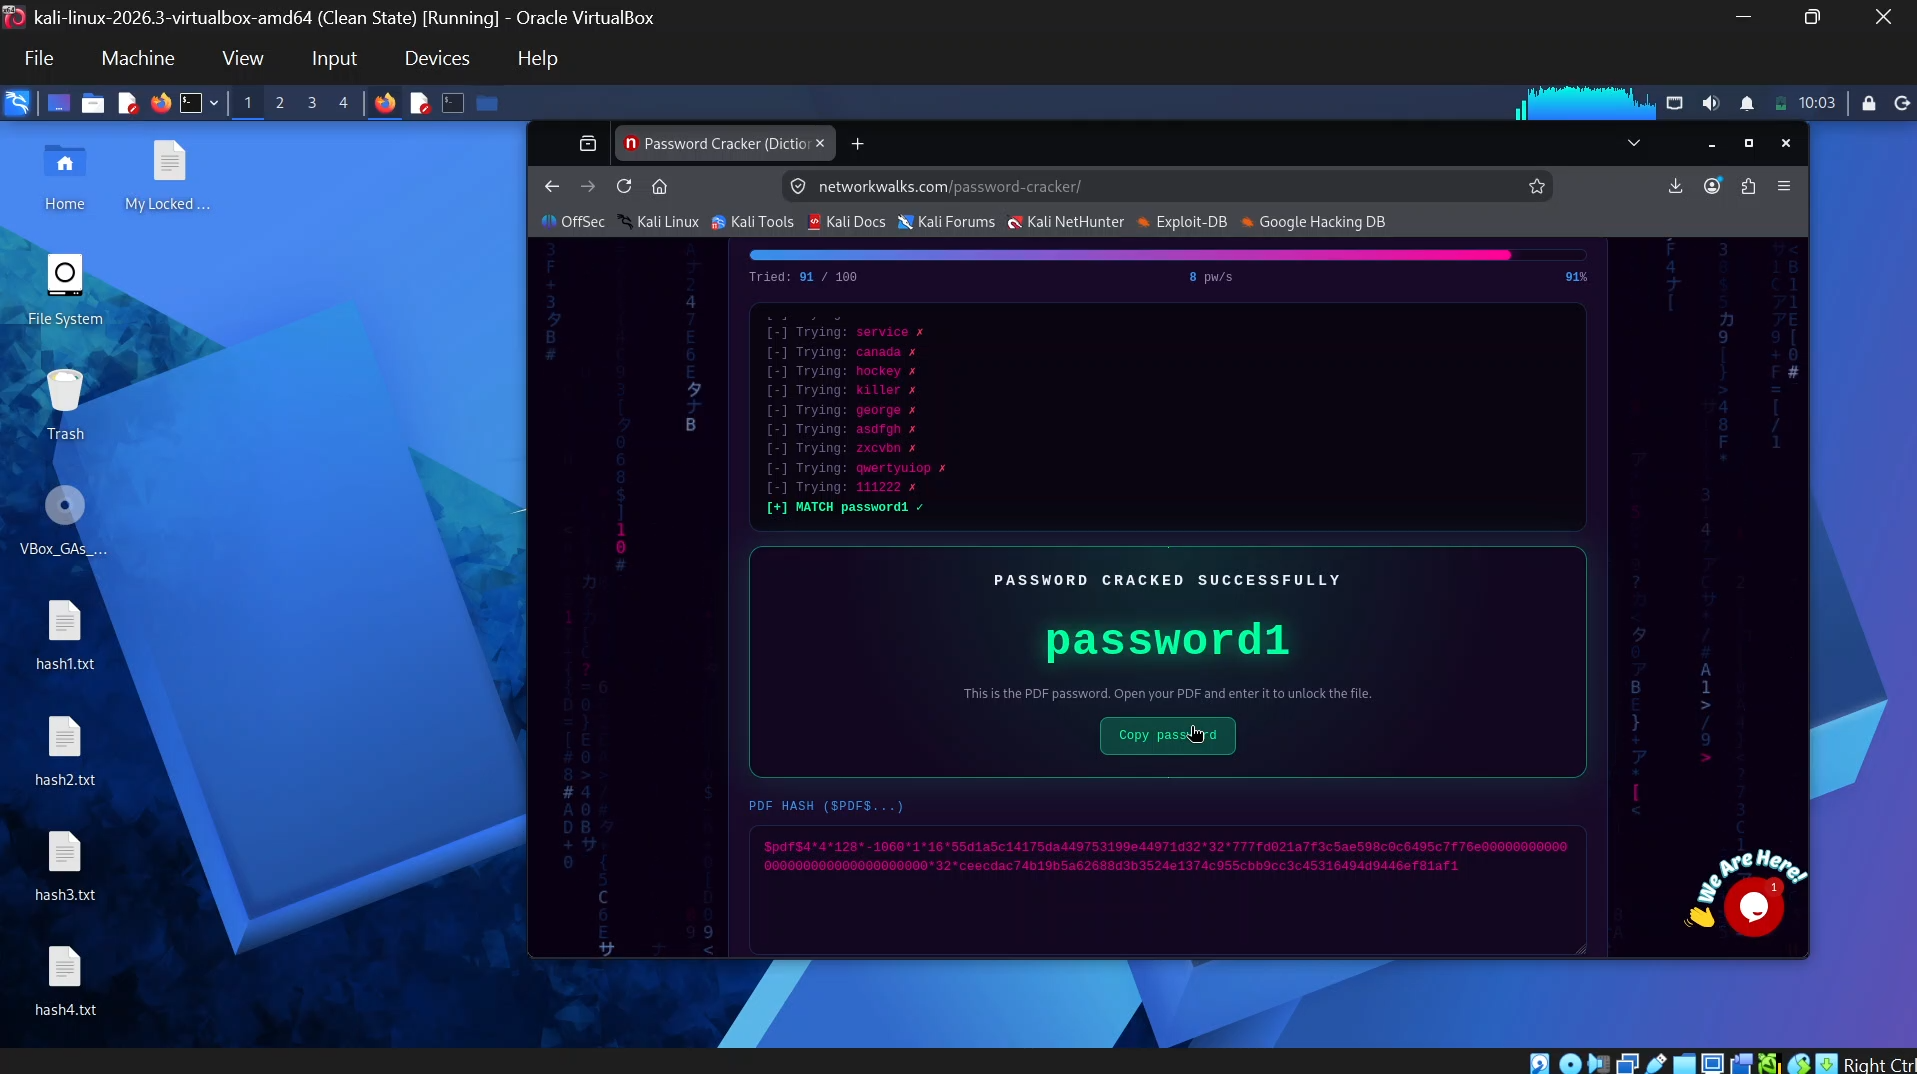 kali-linux-2026.3-virtualbox-amd64 (Clean State) [Running] - Oracle VirtualBox
File Machine View Input Devices Help
1 2 3 4
10:03
Home
My Locked ...
File System
Trash
VBox_GAs_...
hash1.txt
hash2.txt
hash3.txt
hash4.txt
Password Cracker (Dictio
networkwalks.com/password-cracker/
OffSec Kali Linux Kali Tools Kali Docs Kali Forums Kali NetHunter Exploit-DB Google Hacking DB
Tried: 91 / 100 8 pw/s 91%
[-] Trying: service ✗
[-] Trying: canada ✗
[-] Trying: hockey ✗
[-] Trying: killer ✗
[-] Trying: george ✗
[-] Trying: asdfgh ✗
[-] Trying: zxcvbn ✗
[-] Trying: qwertyuiop ✗
[-] Trying: 111222 ✗
[+] MATCH password1 ✓
PASSWORD CRACKED SUCCESSFULLY
password1
This is the PDF password. Open your PDF and enter it to unlock the file.
Copy password
PDF HASH ($PDF$...)
$pdf$4*4*128*-1060*1*16*55d1a5c14175da449753199e44971d32*32*777fd021a7f3c5ae598c0c6495c7f76e00000000000
0000000000000000000000*32*ceecdac74b19b5a62688d3b3524e1374c955cbb9cc3c45316494d9446ef81af1
We Are Here!
1
Right Ctrl